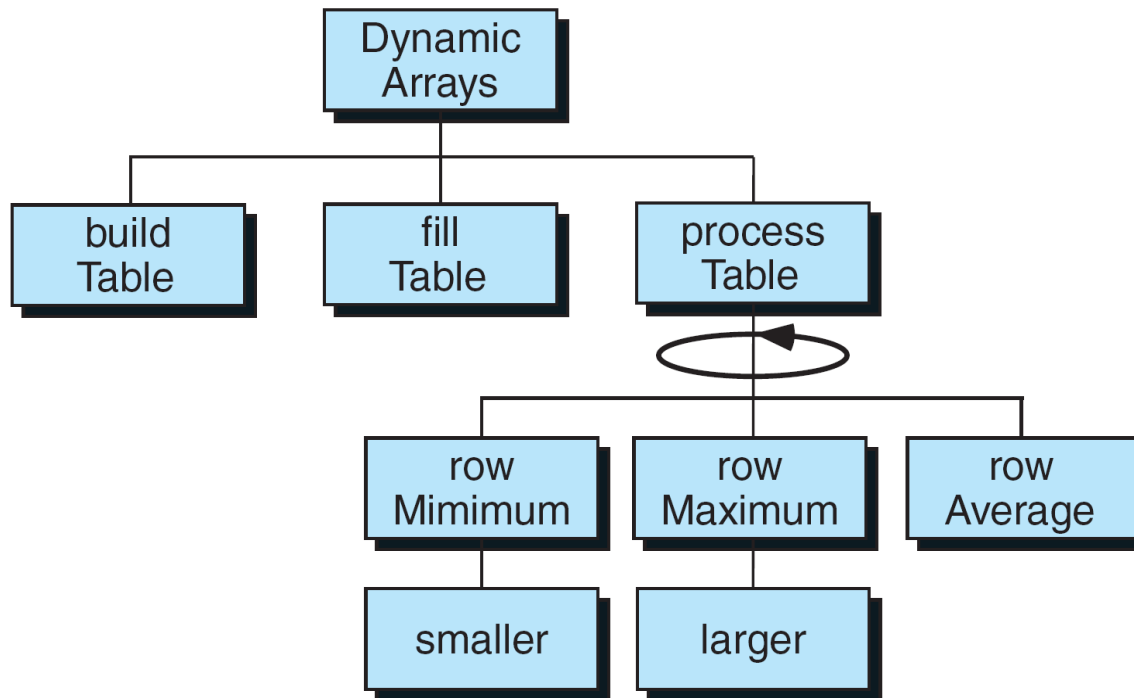 Dynamic
Arrays
build
Table
fill
Table
process
Table
row
Mimimum
row
Maximum
row
Average
smaller
larger